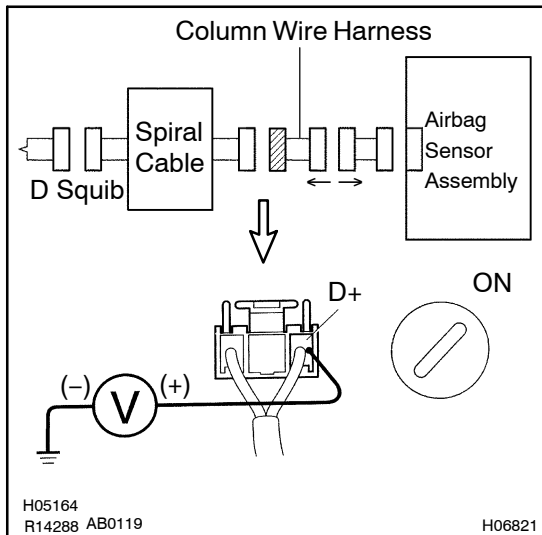 Column Wire Harness
Spiral
Cable
Airbag
Sensor
Assembly
D Squib
D+
ON
(−)
V
(+)
H05164
R14288 AB0119
H06821